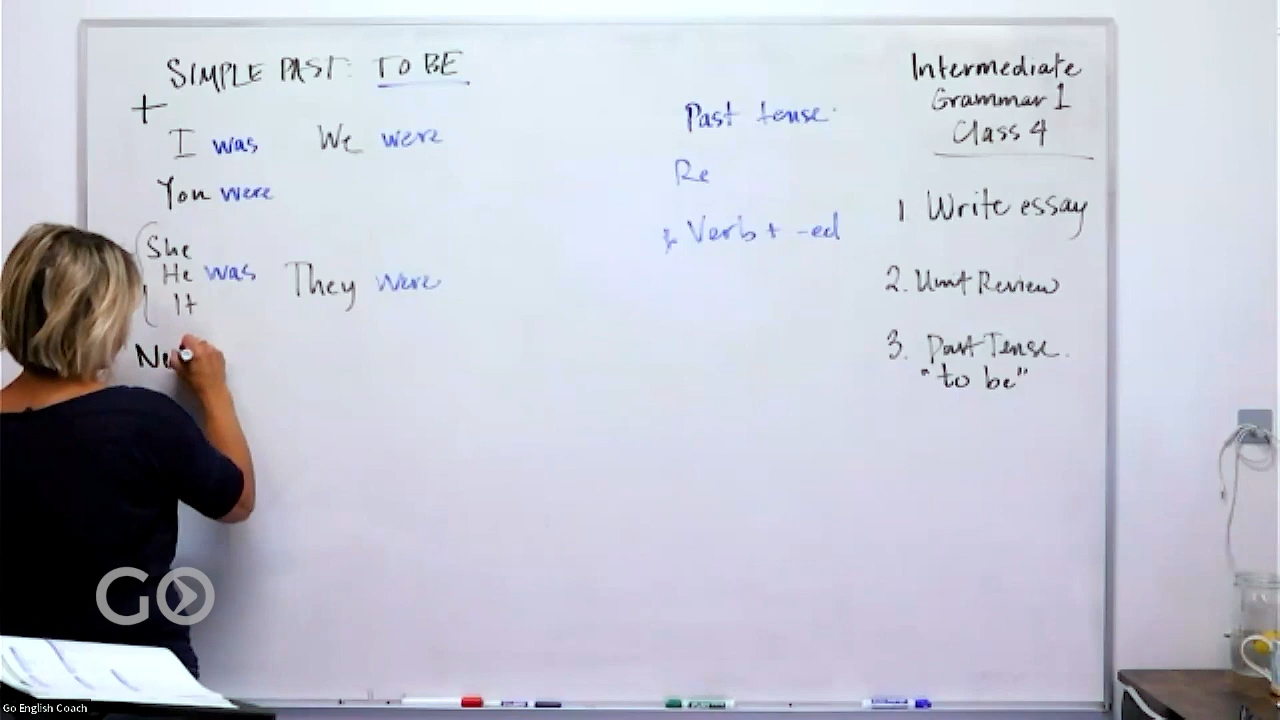 SIMPLE PAST: TO BE
+
I was We were
You were
She
He was They were
It
Ne
Past tense.
Re
Verb + -ed
Intermediate
Grammar 1
Class 4
1 Write essay
2. Unit Review
3. Past Tense.
"to be"
GO
Go English Coach